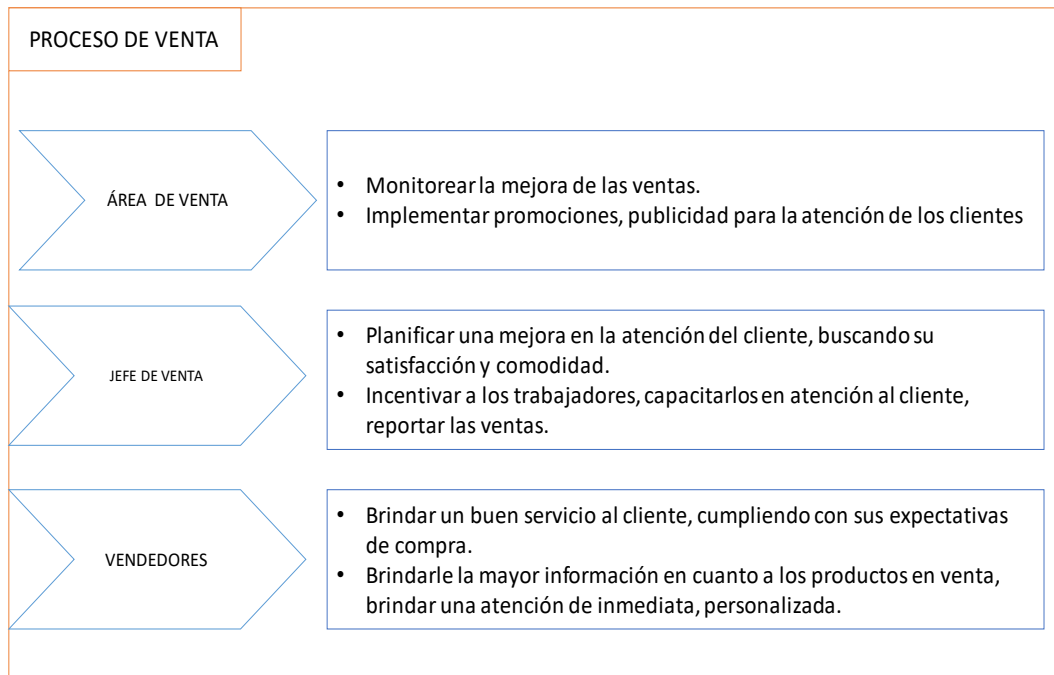 PROCESO DE VENTA
ÁREA DE VENTA
• Monitorear la mejora de las ventas.
• Implementar promociones, publicidad para la atención de los clientes
JEFE DE VENTA
• Planificar una mejora en la atención del cliente, buscando su
satisfacción y comodidad.
• Incentivar a los trabajadores, capacitarlos en atención al cliente,
reportar las ventas.
VENDEDORES
• Brindar un buen servicio al cliente, cumpliendo con sus expectativas
de compra.
• Brindarle la mayor información en cuanto a los productos en venta,
brindar una atención de inmediata, personalizada.